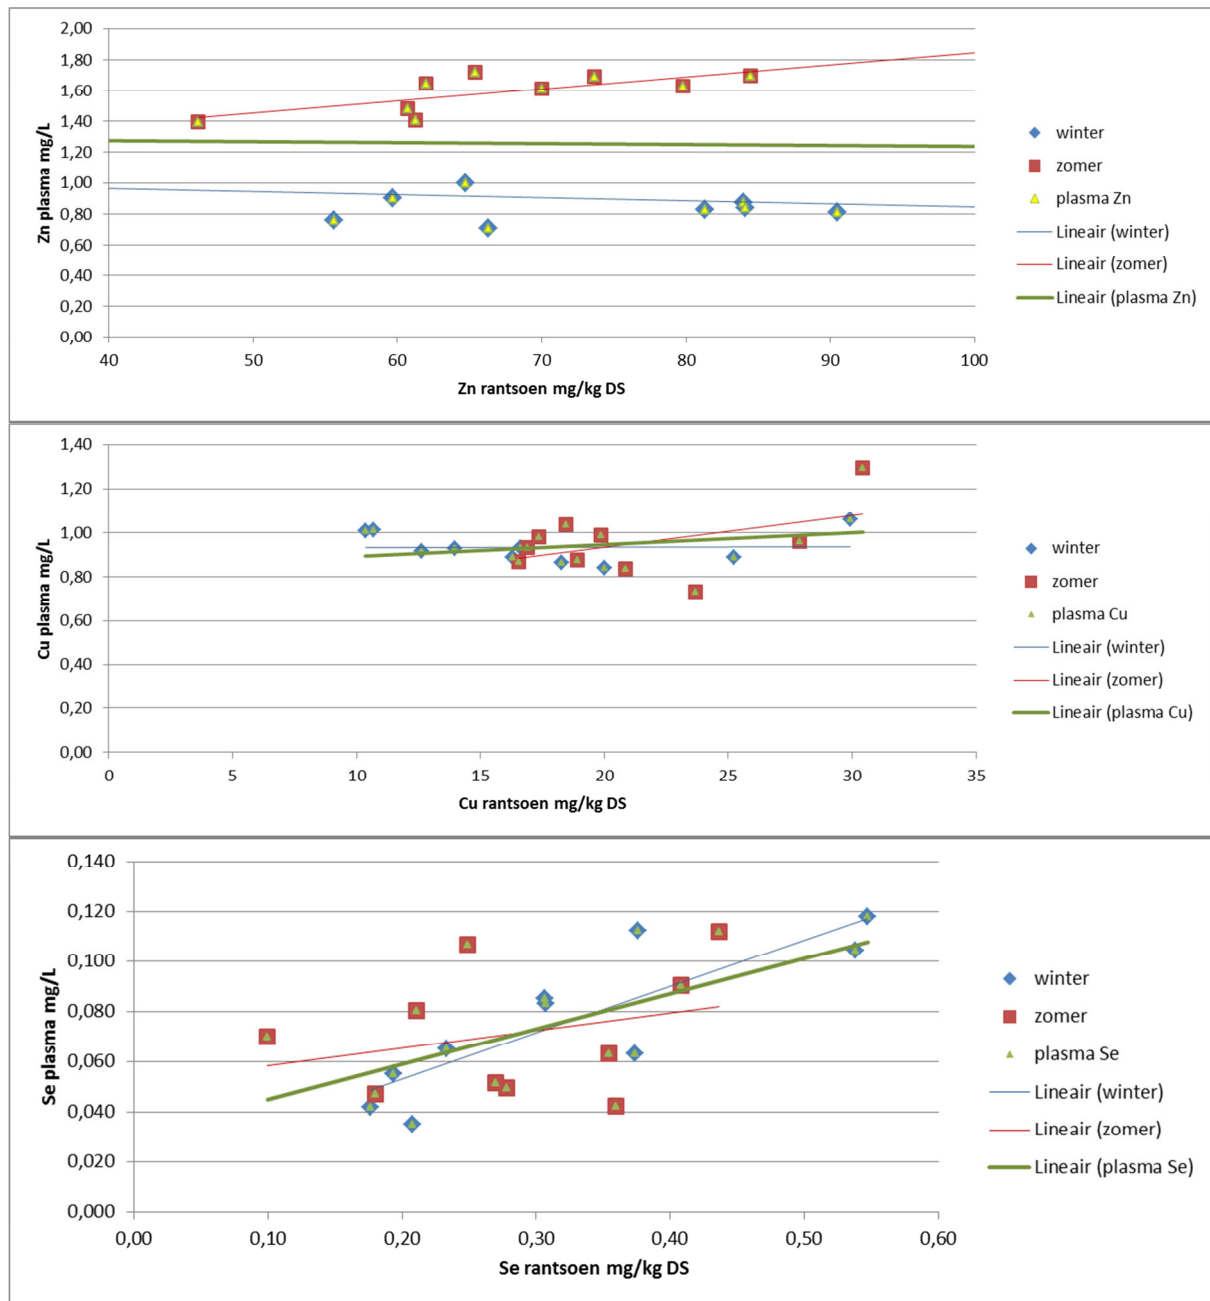 2,00
1,80
1,60
1,40
1,20
1,00
0,80
0,60
0,40
0,20
0,00
Zn plasma mg/L
40 50 60 70 80 90 100
Zn rantsoen mg/kg DS
winter
zomer
plasma Zn
Lineair (winter)
Lineair (zomer)
Lineair (plasma Zn)
1,40
1,20
1,00
0,80
0,60
0,40
0,20
0,00
Cu plasma mg/L
0 5 10 15 20 25 30 35
Cu rantsoen mg/kg DS
winter
zomer
plasma Cu
Lineair (winter)
Lineair (zomer)
Lineair (plasma Cu)
0,140
0,120
0,100
0,080
0,060
0,040
0,020
0,000
Se plasma mg/L
0,00 0,10 0,20 0,30 0,40 0,50 0,60
Se rantsoen mg/kg DS
winter
zomer
plasma Se
Lineair (winter)
Lineair (zomer)
Lineair (plasma Se)